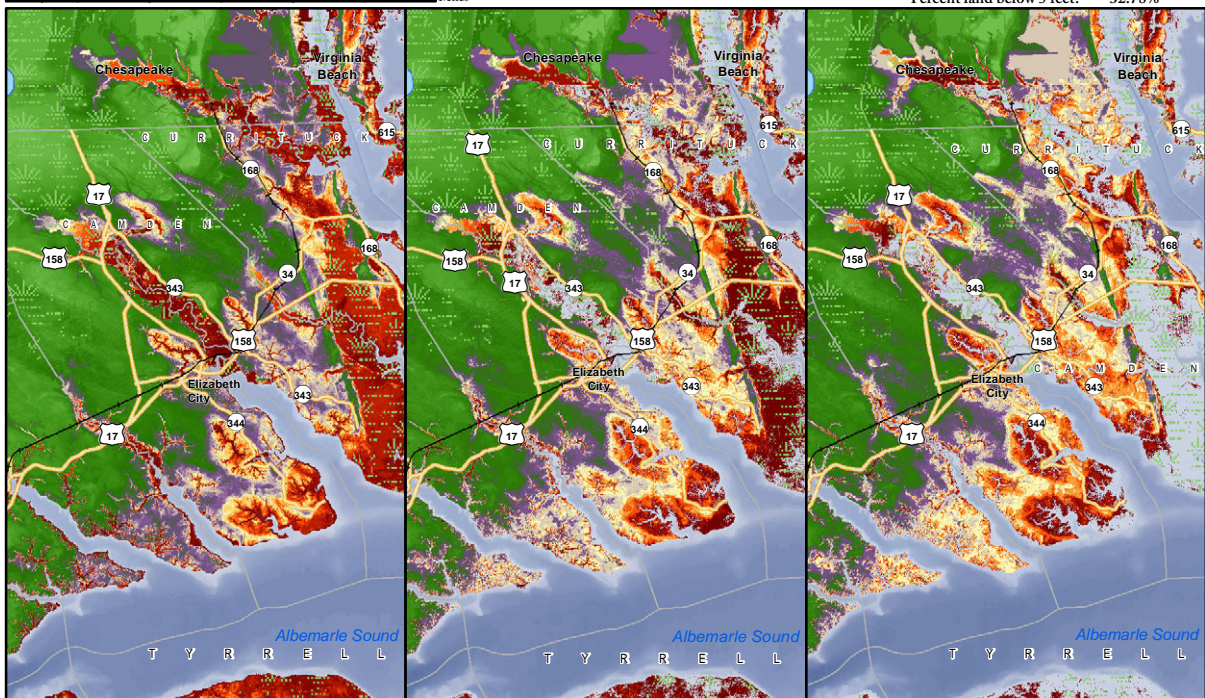 Percent land below 3 feet: 32.78%
Chesapeake
Virginia
Beach
615
C U R R I T U C K
168
17
C A M D E N
158
168
34
343
158
Elizabeth
City
343
344
17
Albemarle Sound
T Y R R E L L
Chesapeake
Virginia
Beach
615
17
C U R R I T U C K
168
C A M D E N
158
168
34
17
343
158
Elizabeth
City
343
344
17
Albemarle Sound
T Y R R E L L
Chesapeake
Virginia
Beach
615
C U R R I T U C K
168
17
158
168
34
343
158
C A M D E N
Elizabeth
City
343
344
17
Albemarle Sound
T Y R R E L L